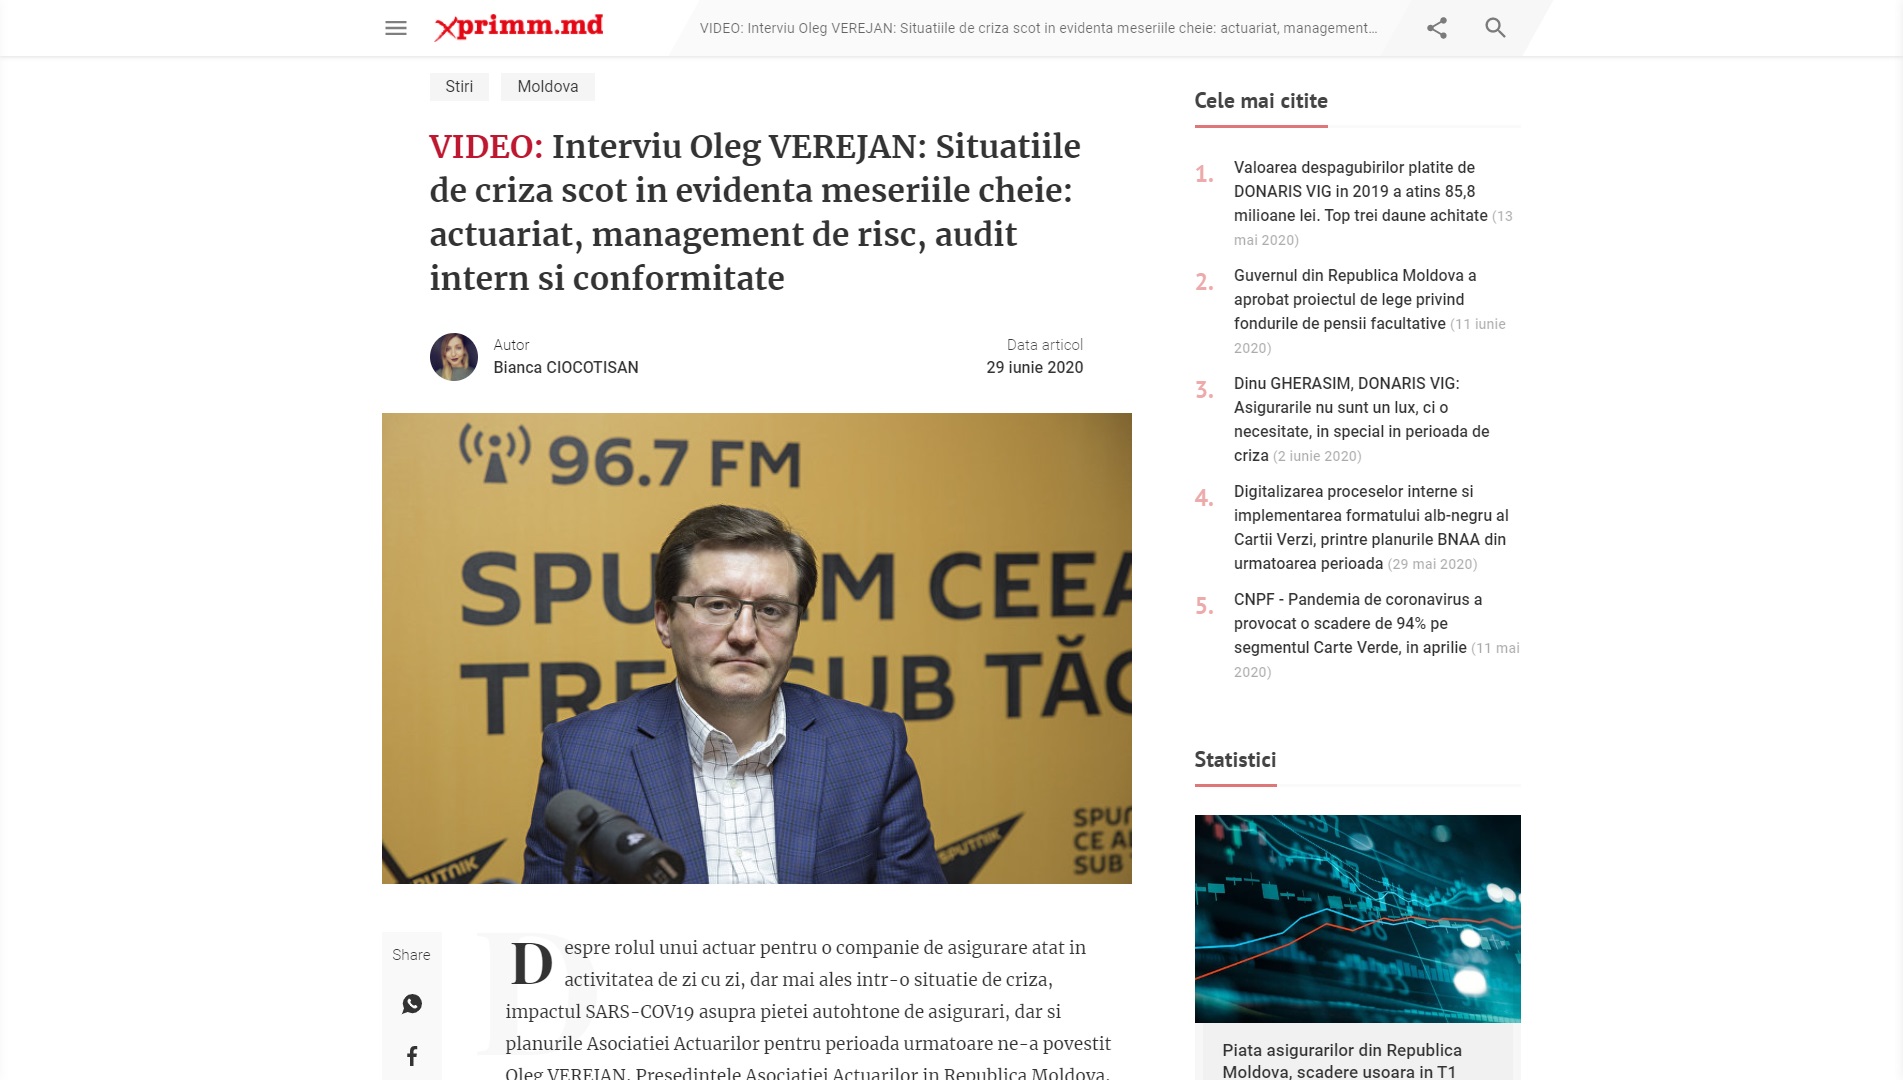 xprimm.md
VIDEO: Interviu Oleg VEREJAN: Situatiile de criza scot in evidenta meseriile cheie: actuariat, management...
Stiri
Moldova
VIDEO: Interviu Oleg VEREJAN: Situatiile
de criza scot in evidenta meseriile cheie:
actuariat, management de risc, audit
intern si conformitate
Autor
Bianca CIOCOTISAN
Data articol
29 iunie 2020
96.7 FM
SPU M CEEA
TRE SUB TĂC
SPUTNIK
SPUTNIK
SPUN
CE AL
SUB T
Share
Despre rolul unui actuar pentru o companie de asigurare atat in
activitatea de zi cu zi, dar mai ales intr-o situatie de criza,
impactul SARS-COV19 asupra pietei autohtone de asigurari, dar si
planurile Asociatiei Actuarilor pentru perioada urmatoare ne-a povestit
Oleg VEREJAN, Presedintele Asociatiei Actuarilor in Republica Moldova.
Cele mai citite
1. Valoarea despagubirilor platite de
DONARIS VIG in 2019 a atins 85,8
milioane lei. Top trei daune achitate (13
mai 2020)
2. Guvernul din Republica Moldova a
aprobat proiectul de lege privind
fondurile de pensii facultative (11 iunie
2020)
3. Dinu GHERASIM, DONARIS VIG:
Asigurarile nu sunt un lux, ci o
necesitate, in special in perioada de
criza (2 iunie 2020)
4. Digitalizarea proceselor interne si
implementarea formatului alb-negru al
Cartii Verzi, printre planurile BNAA din
urmatoarea perioada (29 mai 2020)
5. CNPF - Pandemia de coronavirus a
provocat o scadere de 94% pe
segmentul Carte Verde, in aprilie (11 mai
2020)
Statistici
Piata asigurarilor din Republica
Moldova, scadere usoara in T1